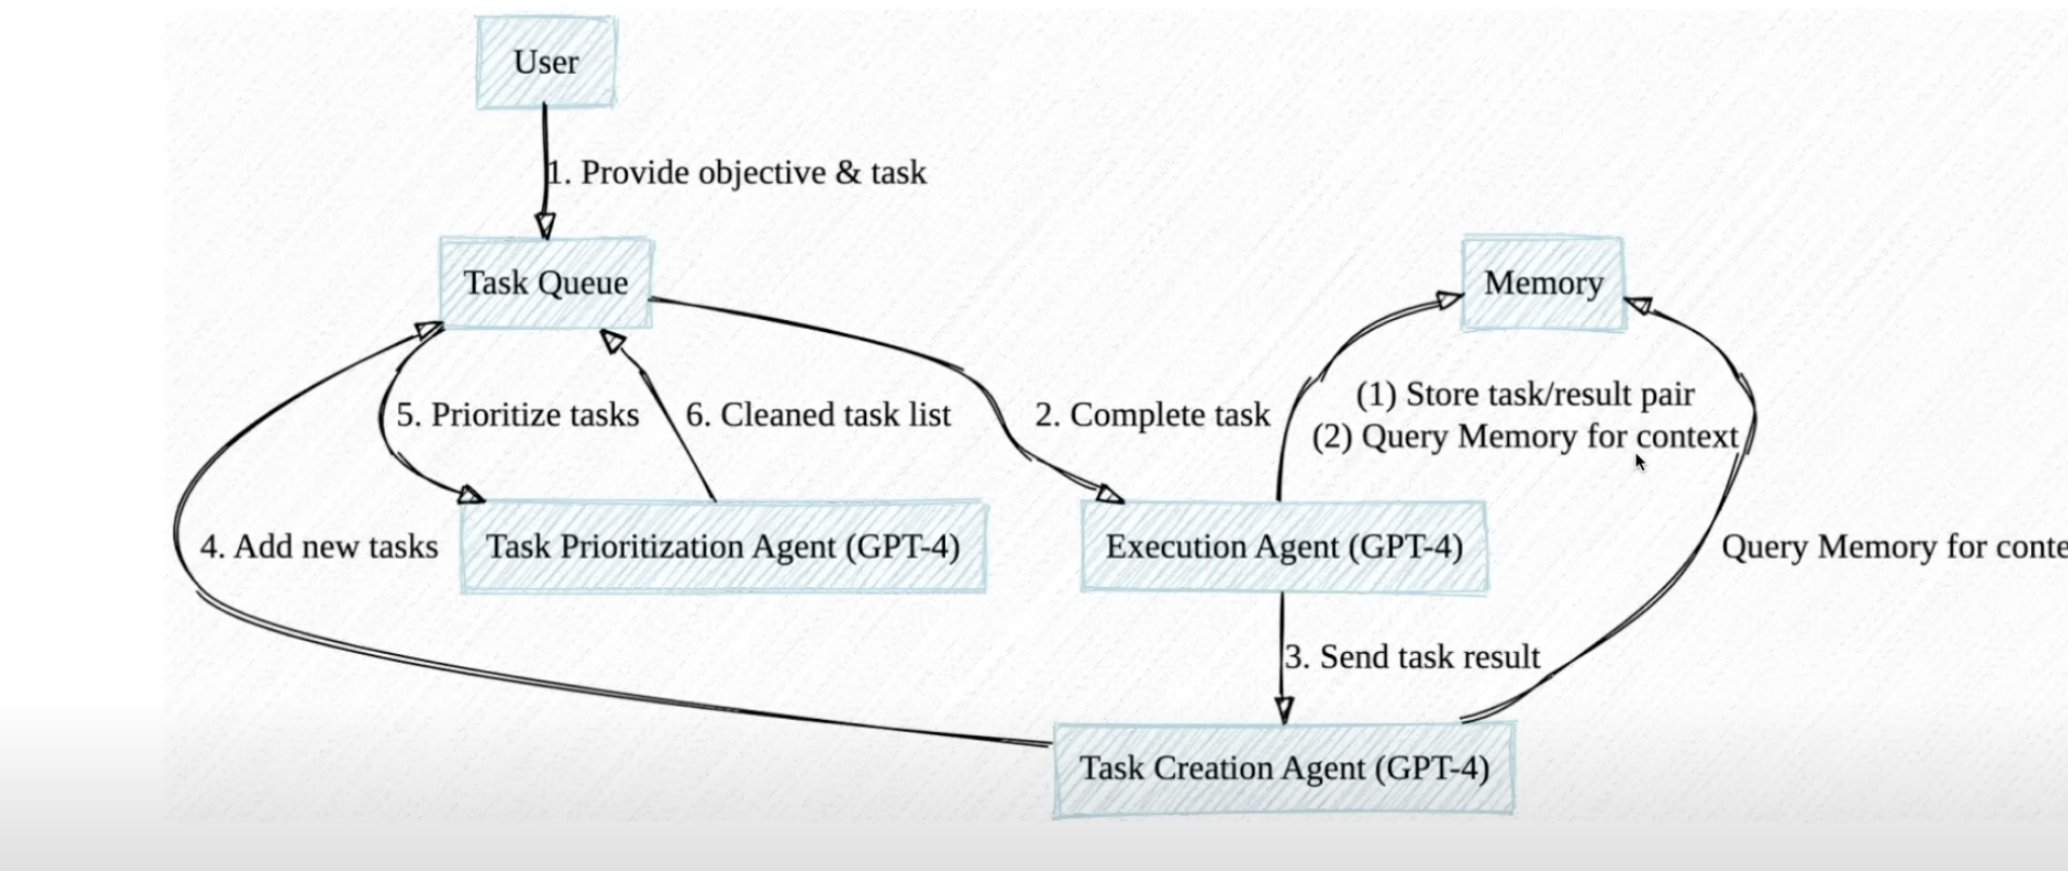 User
1. Provide objective & task
Task Queue
Memory
5. Prioritize tasks
6. Cleaned task list
2. Complete task
(1) Store task/result pair
(2) Query Memory for context
4. Add new tasks
Task Prioritization Agent (GPT-4)
Execution Agent (GPT-4)
Query Memory for conte
3. Send task result
Task Creation Agent (GPT-4)